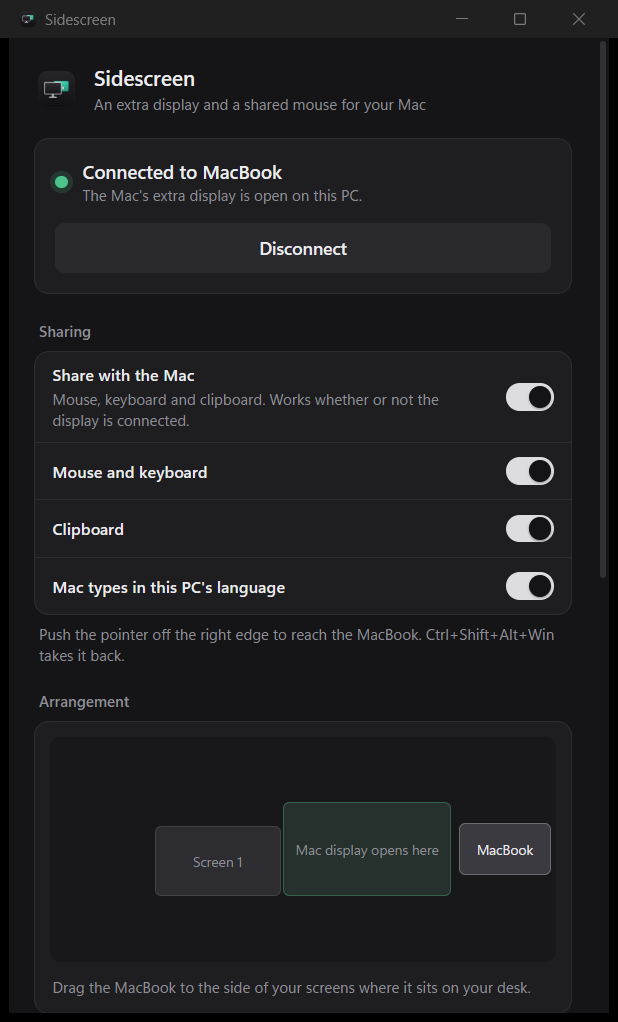 Sidescreen
Sidescreen
An extra display and a shared mouse for your Mac
Connected to MacBook
The Mac's extra display is open on this PC.
Disconnect
Sharing
Share with the Mac
Mouse, keyboard and clipboard. Works whether or not the
display is connected.
Mouse and keyboard
Clipboard
Mac types in this PC's language
Push the pointer off the right edge to reach the MacBook. Ctrl+Shift+Alt+Win
takes it back.
Arrangement
Screen 1
Mac display opens here
MacBook
Drag the MacBook to the side of your screens where it sits on your desk.